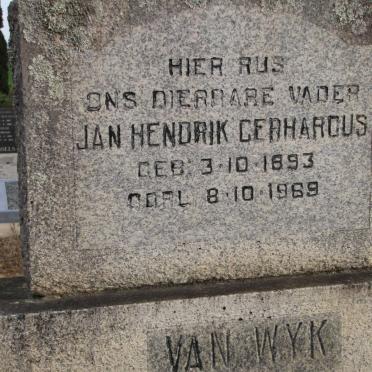 HIER RUS
ONS DIERBARE VADER
JAN HENDRIK GERHARDUS
GEB 3·10·1893
OORL 8·10·1969
VAN WYK